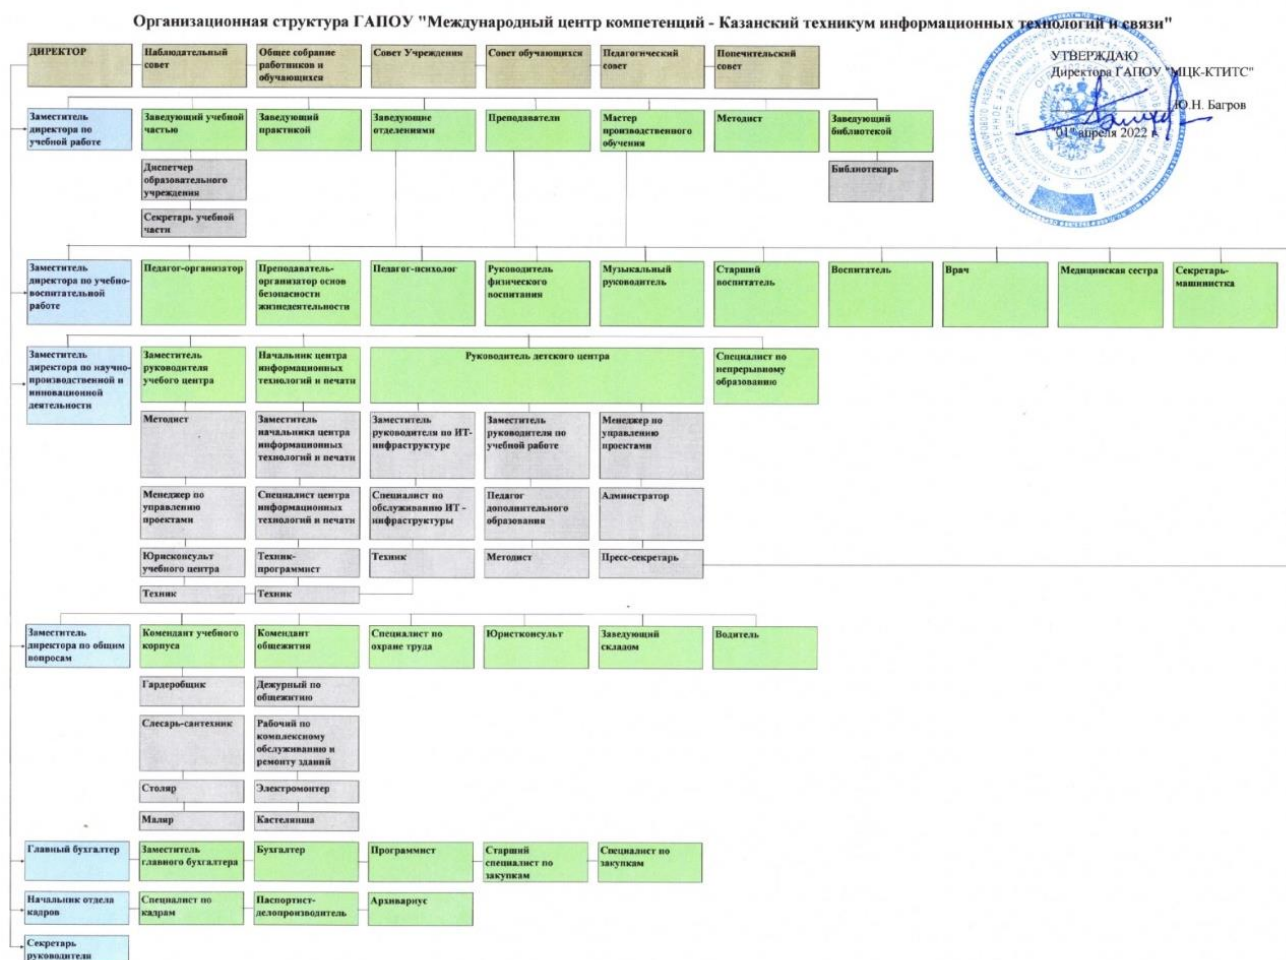 Организационная структура ГАПОУ "Международный центр компетенций - Казанский техникум информационных технологий и связи"
УТВЕРЖДАЮ
Директора ГАПОУ "МЦК-КТИТС"
Ю.Н. Багров
"01" апреля 2022 г.
ДИРЕКТОР
Наблюдательный
совет
Общее собрание
работников и
обучающихся
Совет Учреждения
Совет обучающихся
Педагогический
совет
Попечительский
совет
Заместитель
директора по
учебной работе
Заведующий учебной
частью
Заведующий
практикой
Заведующие
отделениями
Преподаватели
Мастер
производственного
обучения
Методист
Заведующий
библиотекой
Диспетчер
образовательного
учреждения
Библиотекарь
Секретарь учебной
части
Заместитель
директора по учебно-
воспитательной
работе
Педагог-организатор
Преподаватель-
организатор основ
безопасности
жизнедеятельности
Педагог-психолог
Руководитель
физического
воспитания
Музыкальный
руководитель
Старший
воспитатель
Воспитатель
Врач
Медицинская сестра
Секретарь-
машинистка
Заместитель
директора по научно-
производственной и
инновационной
деятельности
Заместитель
руководителя
учебого центра
Начальник центра
информационных
технологий и печати
Руководитель детского центра
Специалист по
непрерывному
образованию
Методист
Заместитель
начальника центра
информационных
технологий и печати
Заместитель
руководителя по ИТ-
инфраструктуре
Заместитель
руководителя по
учебной работе
Менеджер по
управлению
проектами
Менеджер по
управлению
проектами
Специалист центра
информационных
технологий и печати
Специалист по
обслуживанию ИТ -
инфраструктуры
Педагог
дополнительного
образования
Адмнстратор
Юрисконсульт
учебного центра
Техник-
программист
Техник
Методист
Пресс-секретарь
Техник
Техник
Заместитель
директора по общим
вопросам
Комендант учебного
корпуса
Комендант
общежития
Специалист по
охране труда
Юристконсульт
Заведующий
складом
Водитель
Гардеробщик
Дежурный по
общежитию
Слесарь-сантехник
Рабочий по
комплексному
обслуживанию и
ремонту зданий
Столяр
Электромонтер
Маляр
Кастелянша
Главный бухгалтер
Заместитель
главного бухгалтера
Бухгалтер
Программист
Старший
специалист по
закупкам
Специалист по
закупкам
Начальник отдела
кадров
Специалист по
кадрам
Паспортист-
делопроизводитель
Архивариус
Секретарь
руководителя